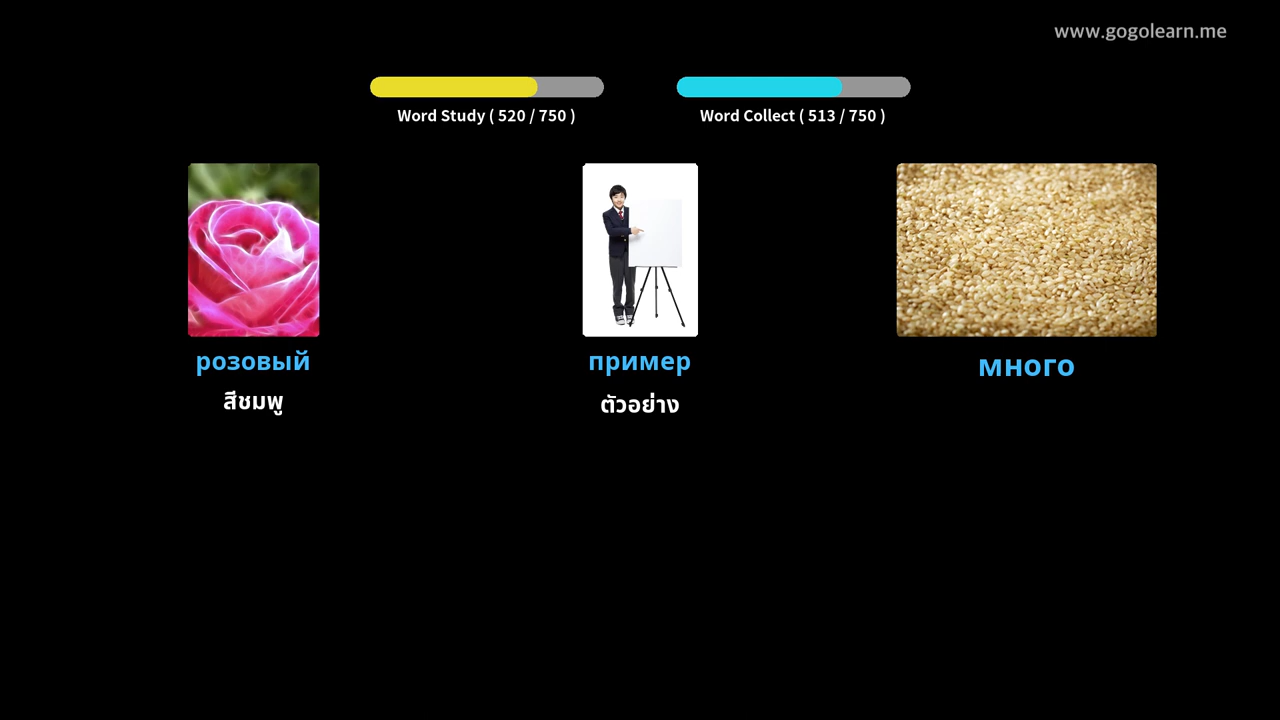 www.gogolearn.me
Word Study ( 520 / 750 )
Word Collect ( 513 / 750 )
розовый
สีชมพู
пример
ตัวอย่าง
много